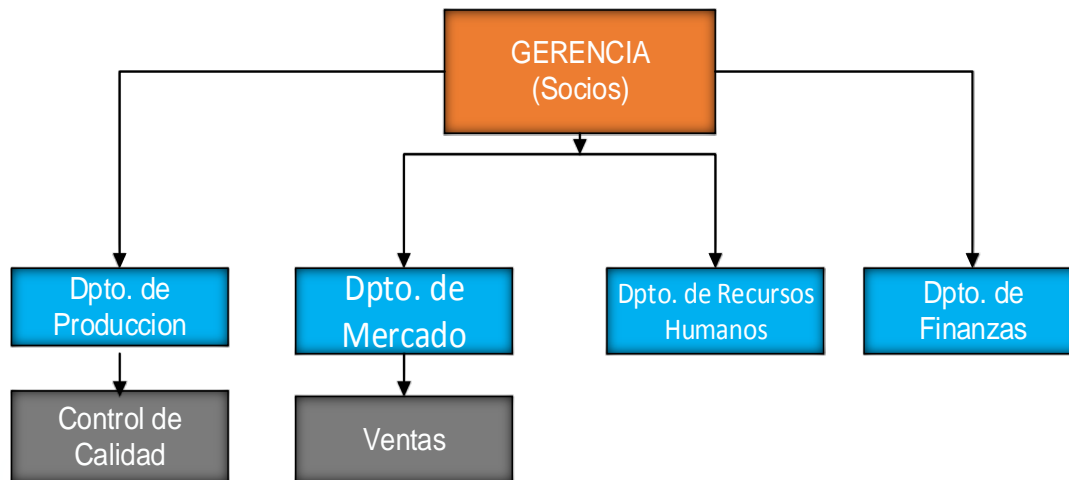 GERENCIA
(Socios)
Dpto. de
Produccion
Dpto. de
Mercado
Dpto. de Recursos
Humanos
Dpto. de
Finanzas
Control de
Calidad
Ventas